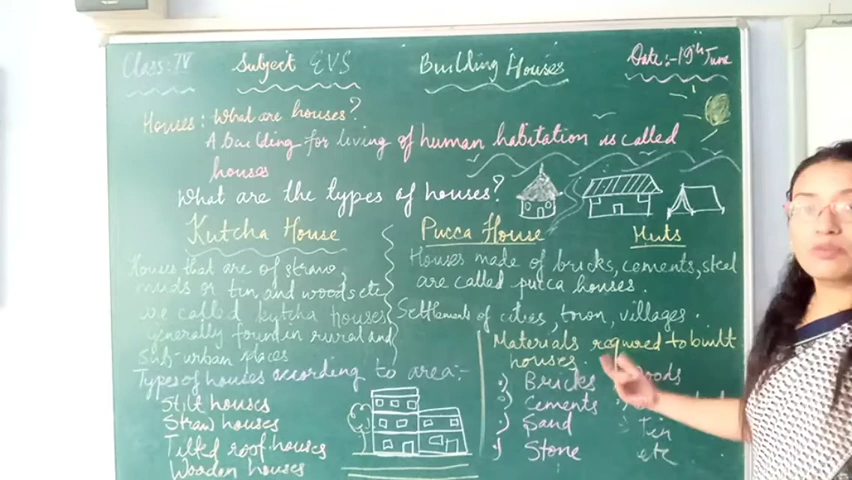 Class: IV Subject EVS Building Houses Date:- 19th June
Houses: What are houses?
A building for living of human habitation is called
houses
What are the types of houses?
Kutcha House
Pucca House
Huts
Houses that are of straw,
muds or tin, and woods etc
we called kutcha houses
Generally found in rural and
Sub-urban places
Houses made of bricks, cements, steel
are called pucca houses.
Settlements of cities, town, villages.
Types of houses according to area:-
Stilt houses
Straw houses
Tilted roof houses
Wooden houses
Materials required to built
houses.
Bricks
Cements
Sand
Stone
Tin
etc